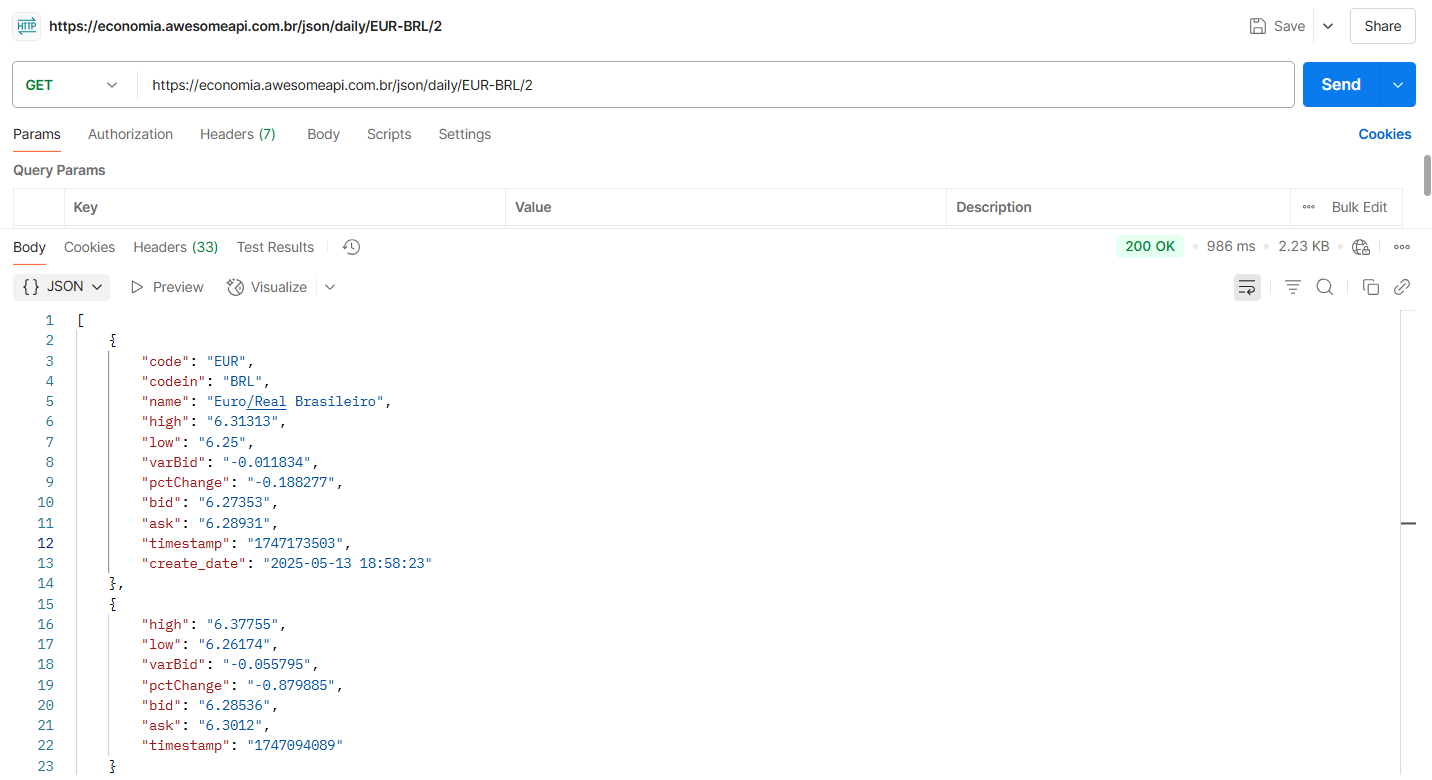 HTTP https://economia.awesomeapi.com.br/json/daily/EUR-BRL/2 Save Share
GET https://economia.awesomeapi.com.br/json/daily/EUR-BRL/2 Send
Params Authorization Headers (7) Body Scripts Settings Cookies
Query Params
Key Value Description Bulk Edit
Body Cookies Headers (33) Test Results 200 OK 986 ms 2.23 KB
{} JSON Preview Visualize
1 [
2 {
3 "code": "EUR",
4 "codein": "BRL",
5 "name": "Euro/Real Brasileiro",
6 "high": "6.31313",
7 "low": "6.25",
8 "varBid": "-0.011834",
9 "pctChange": "-0.188277",
10 "bid": "6.27353",
11 "ask": "6.28931",
12 "timestamp": "1747173503",
13 "create_date": "2025-05-13 18:58:23"
14 },
15 {
16 "high": "6.37755",
17 "low": "6.26174",
18 "varBid": "-0.055795",
19 "pctChange": "-0.879885",
20 "bid": "6.28536",
21 "ask": "6.3012",
22 "timestamp": "1747094089"
23 }